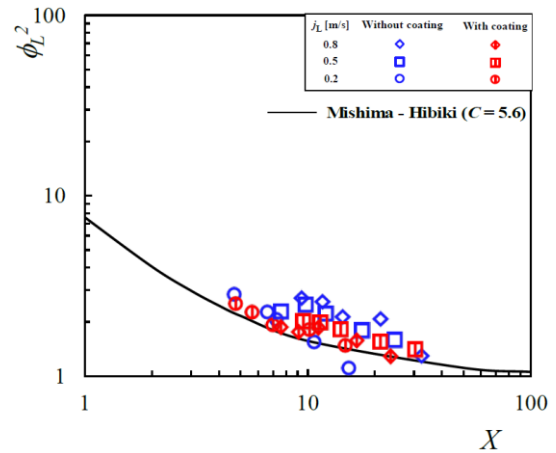 100
10
1
ϕL²
jL [m/s] Without coating With coating
0.8
0.5
0.2
Mishima - Hibiki (C = 5.6)
1 10 100
X